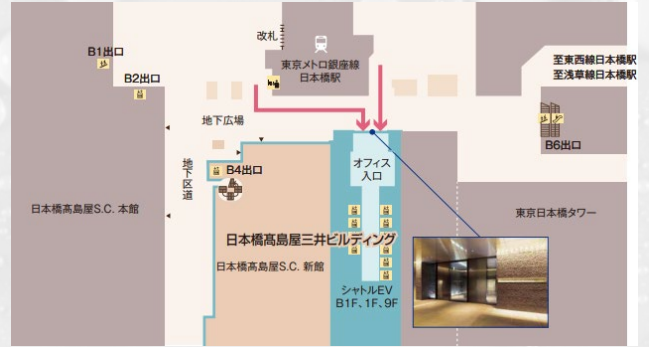 改札
東京メトロ銀座線
日本橋駅
至東西線日本橋駅
至浅草線日本橋駅
B1出口
B2出口
地下広場
B6出口
地下区道
B4出口
オフィス
入口
日本橋髙島屋S.C. 本館
東京日本橋タワー
日本橋髙島屋三井ビルディング
日本橋髙島屋S.C. 新館
シャトルEV
B1F、1F、9F